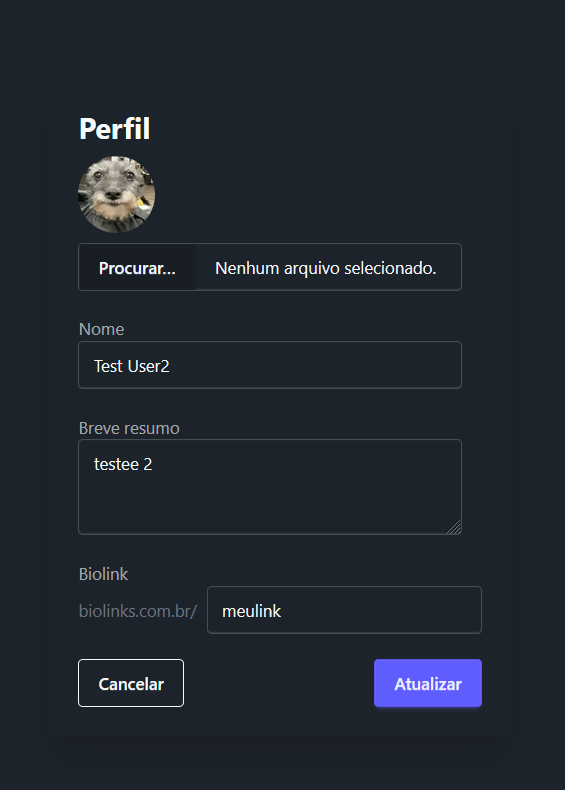 Perfil
Procurar... Nenhum arquivo selecionado.
Nome
Test User2
Breve resumo
testee 2
Biolink
biolinks.com.br/ meulink
Cancelar Atualizar